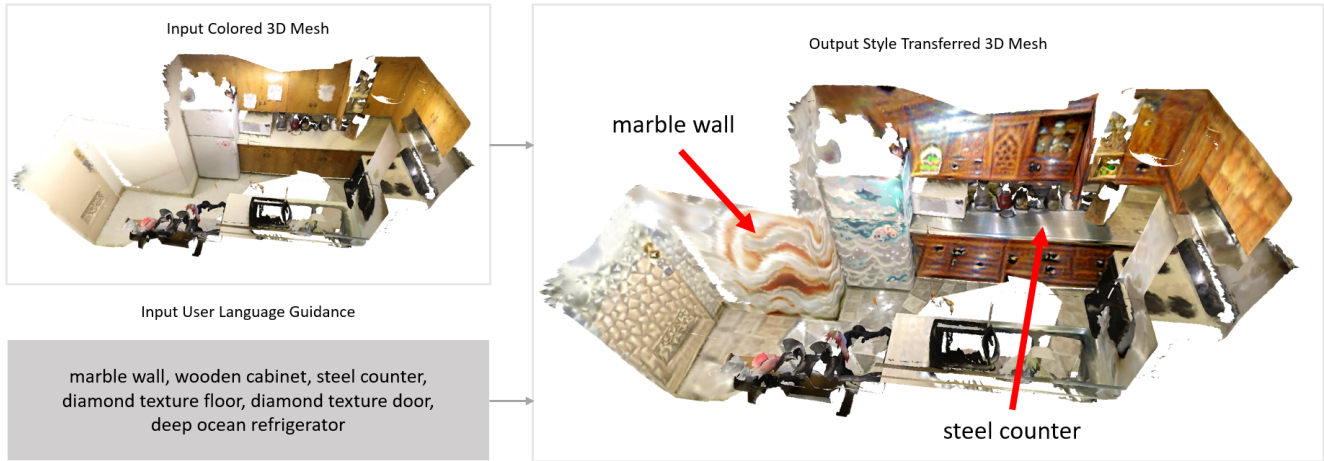 Input Colored 3D Mesh
Input User Language Guidance
marble wall, wooden cabinet, steel counter,
diamond texture floor, diamond texture door,
deep ocean refrigerator
Output Style Transferred 3D Mesh
marble wall
steel counter